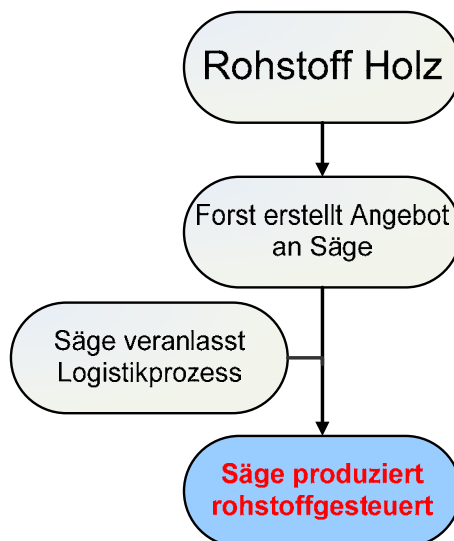 Rohstoff Holz
Forst erstellt Angebot
an Säge
Säge veranlasst
Logistikprozess
Säge produziert
rohstoffgesteuert